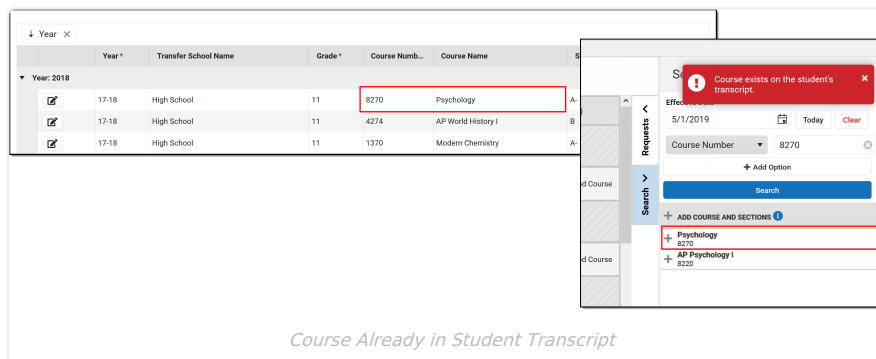 ↓ Year ×
Year* Transfer School Name Grade* Course Numb... Course Name S
▼ Year: 2018
17-18 High School 11 8270 Psychology A-
17-18 High School 11 4274 AP World History I B
17-18 High School 11 1370 Modern Chemistry A-
Course exists on the student's
transcript.
5/1/2019 Today Clear
Course Number 8270
+ Add Option
Search
Requests
Search
d Course
d Course
+ ADD COURSE AND SECTIONS
+ Psychology
8270
+ AP Psychology I
8220
Course Already in Student Transcript